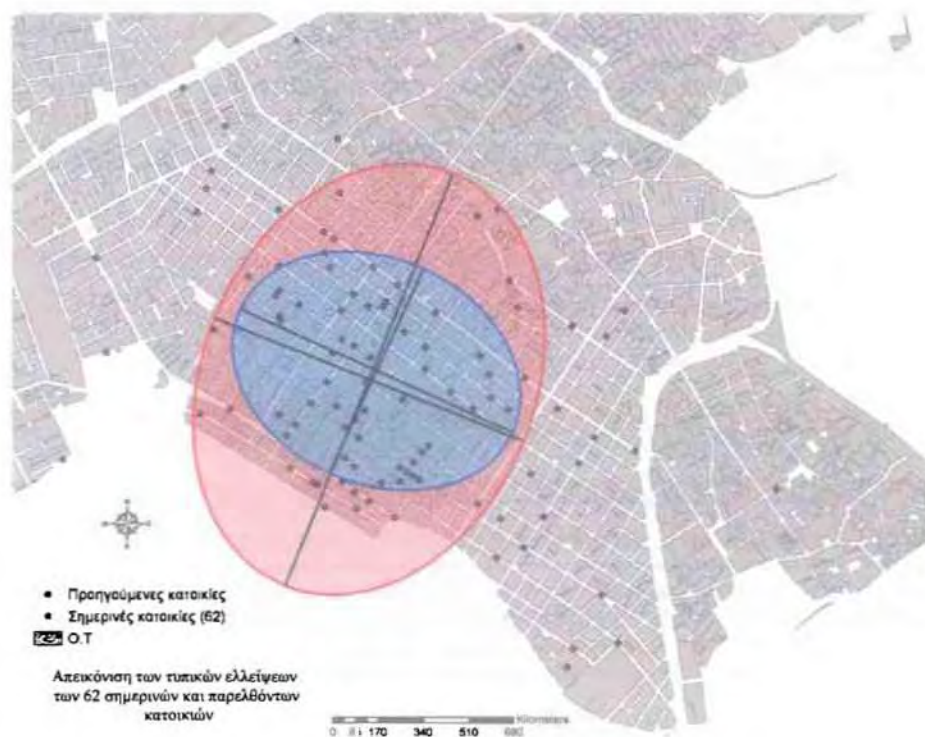 Προηγούμενες κατοικίες
Σημερινές κατοικίες (62)
Ο.Τ
Απεικόνιση των τυπικών ελλείψεων
των 62 σημερινών και παρελθόντων
κατοικιών
Kilometers
0 170 340 510 680